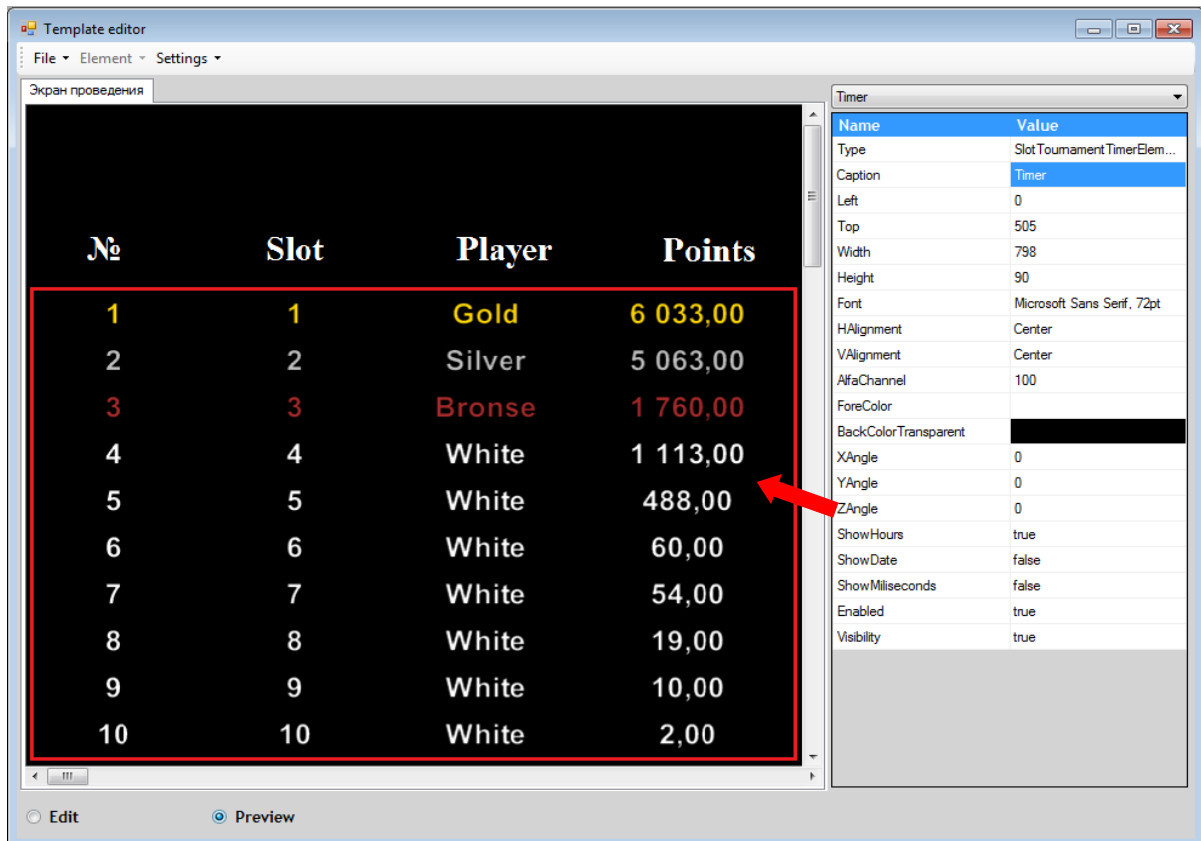 Template editor
File Element Settings
Экран проведения
№ Slot Player Points
1 1 Gold 6 033,00
2 2 Silver 5 063,00
3 3 Bronse 1 760,00
4 4 White 1 113,00
5 5 White 488,00
6 6 White 60,00
7 7 White 54,00
8 8 White 19,00
9 9 White 10,00
10 10 White 2,00
Edit Preview
Timer
Name Value
Type SlotTournamentTimerElem...
Caption Timer
Left 0
Top 505
Width 798
Height 90
Font Microsoft Sans Serif, 72pt
HAlignment Center
VAlignment Center
AlfaChannel 100
ForeColor
BackColorTransparent
XAngle 0
YAngle 0
ZAngle 0
ShowHours true
ShowDate false
ShowMiliseconds false
Enabled true
Visibility true